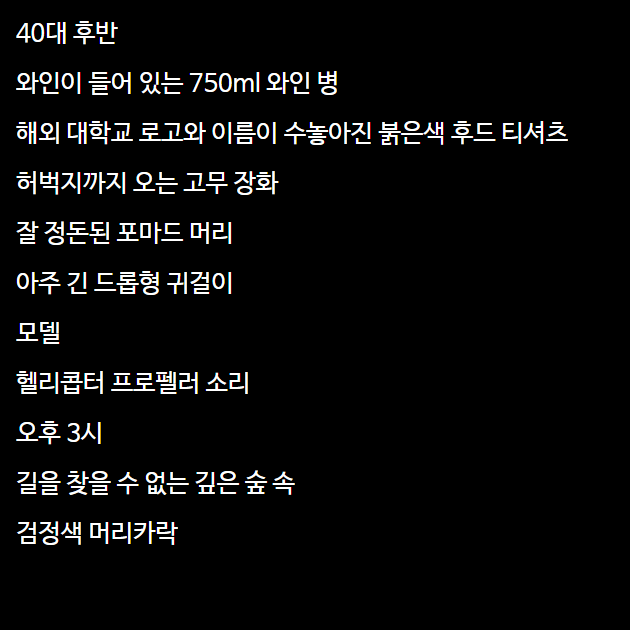 40대 후반
와인이 들어 있는 750ml 와인 병
해외 대학교 로고와 이름이 수놓아진 붉은색 후드 티셔츠
허벅지까지 오는 고무 장화
잘 정돈된 포마드 머리
아주 긴 드롭형 귀걸이
모델
헬리콥터 프로펠러 소리
오후 3시
길을 찾을 수 없는 깊은 숲 속
검정색 머리카락